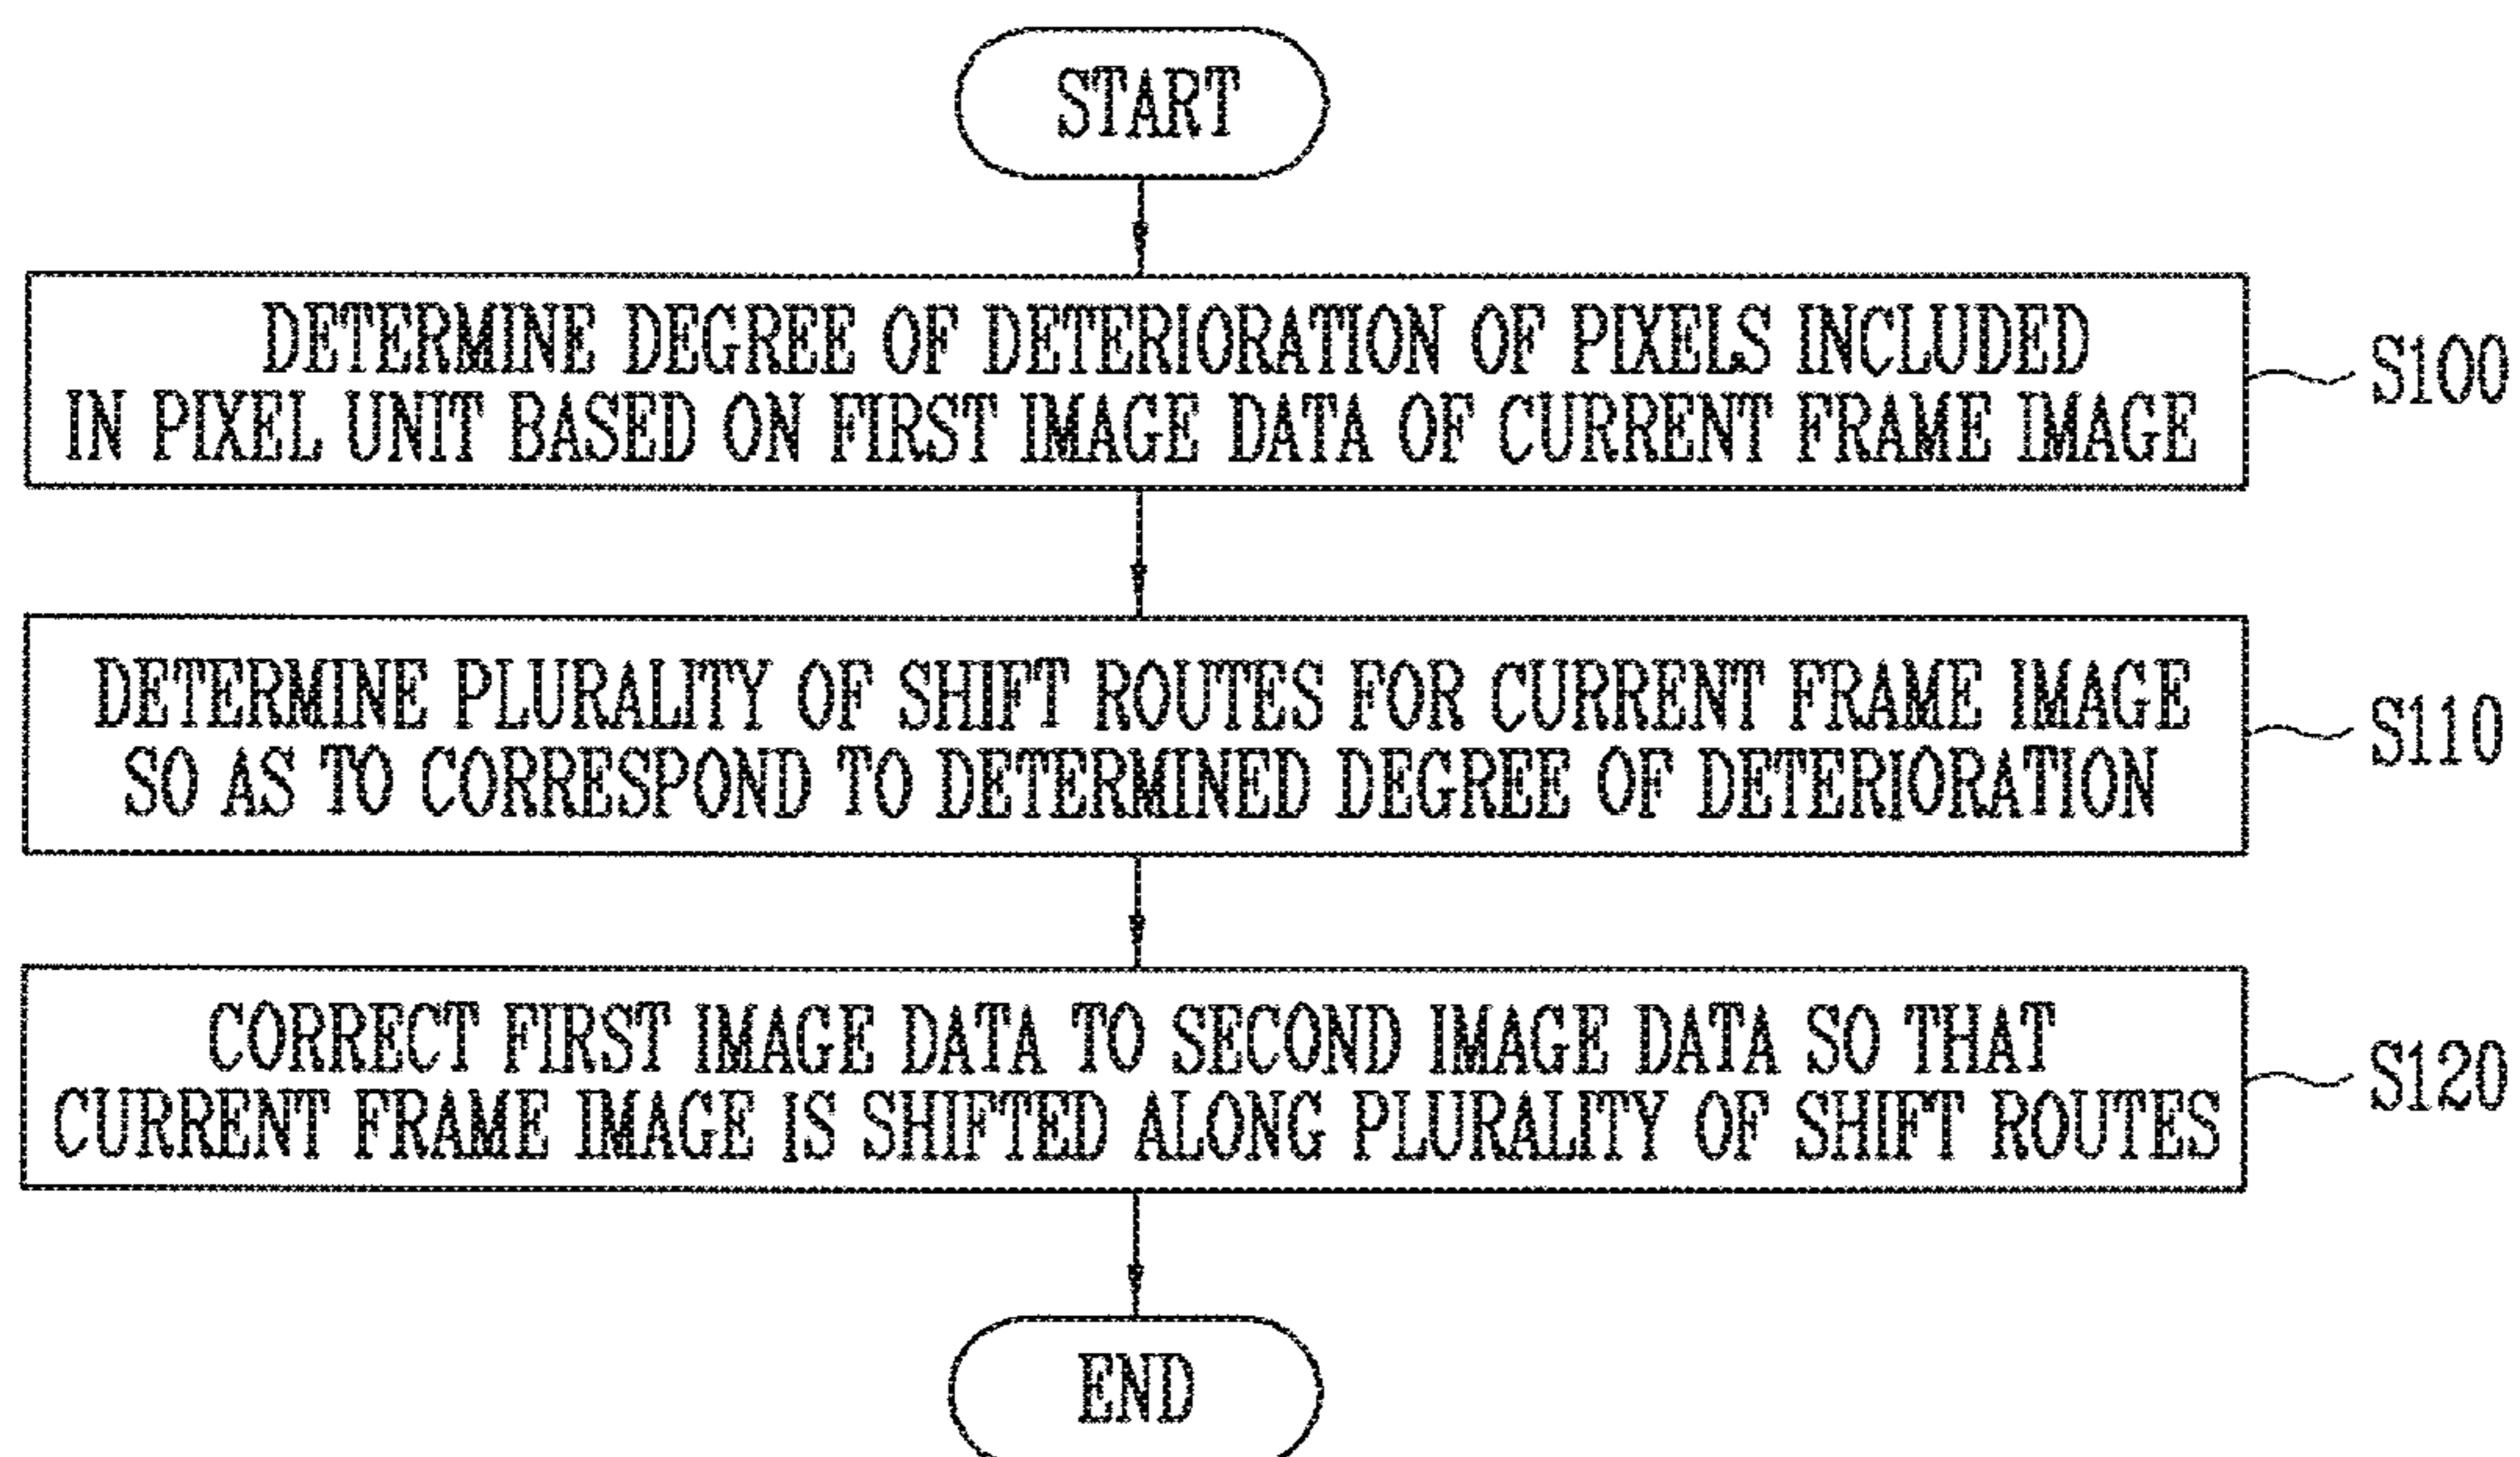 START
DETERMINE DEGREE OF DETERIORATION OF PIXELS INCLUDED
IN PIXEL UNIT BASED ON FIRST IMAGE DATA OF CURRENT FRAME IMAGE
S100
DETERMINE PLURALITY OF SHIFT ROUTES FOR CURRENT FRAME IMAGE
SO AS TO CORRESPOND TO DETERMINED DEGREE OF DETERIORATION
S110
CORRECT FIRST IMAGE DATA TO SECOND IMAGE DATA SO THAT
CURRENT FRAME IMAGE IS SHIFTED ALONG PLURALITY OF SHIFT ROUTES
S120
END